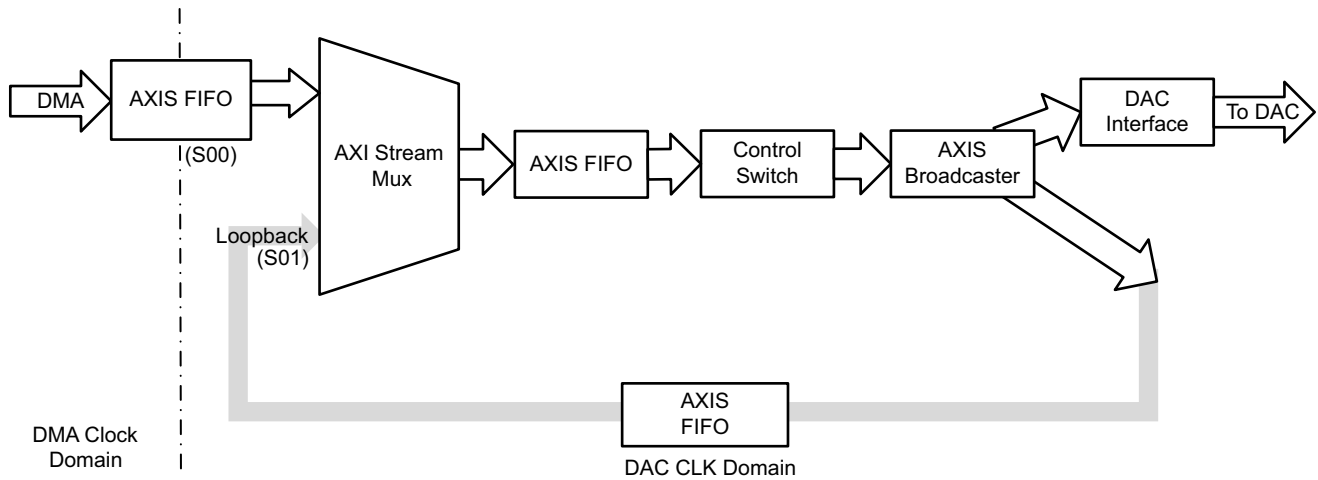 DMA
AXIS FIFO
(S00)
AXI Stream
Mux
AXIS FIFO
Control
Switch
AXIS
Broadcaster
DAC
Interface
To DAC
Loopback
(S01)
AXIS
FIFO
DMA Clock
Domain
DAC CLK Domain